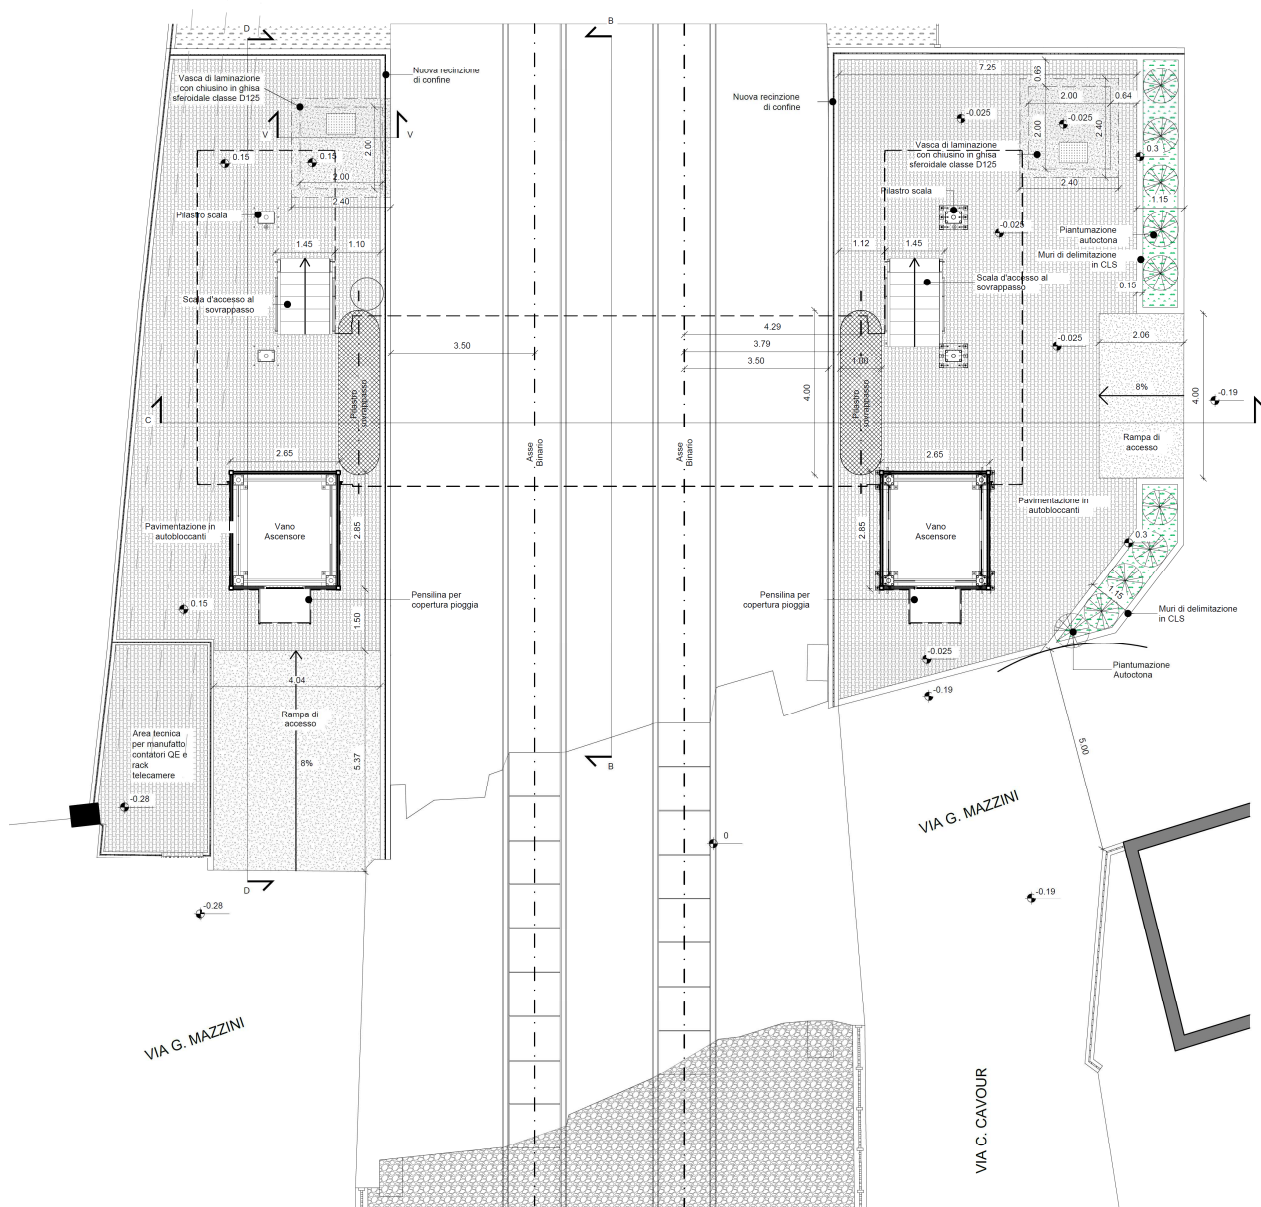 D
B
Vasca di laminazione
con chiusino in ghisa
sferoidale classe D125
Nuova recinzione
di confine
V
V
0.15
0.15
2.00
2.00
2.40
Pilastro scala
1.45
1.10
Scala d'accesso al
sovrappasso
3.50
Pilastro
sovrappasso
C
2.65
Vano
Ascensore
2.85
Pavimentazione in
autobloccanti
Pensilina per
copertura pioggia
0.15
1.50
4.04
Rampa di
accesso
8%
5.37
Area tecnica
per manufatto
contatori QE e
rack
telecamere
-0.28
D
-0.28
VIA G. MAZZINI
Asse
Binario
Asse
Binario
B
0
Nuova recinzione
di confine
7.25
0.66
2.00
0.64
-0.025
-0.025
2.00
2.40
Vasca di laminazione
con chiusino in ghisa
sferoidale classe D125
2.40
0.3
1.15
Pilastro scala
-0.025
Piantumazione
autoctona
Muri di delimitazione
in CLS
1.12
1.45
Scala d'accesso al
sovrappasso
0.15
4.29
3.79
3.50
1.00
4.00
Pilastro
sovrappasso
-0.025
2.06
8%
4.00
-0.19
Rampa di
accesso
2.65
Vano
Ascensore
2.85
Pavimentazione in
autobloccanti
0.3
1.15
Pensilina per
copertura pioggia
Muri di delimitazione
in CLS
-0.025
-0.19
Piantumazione
Autoctona
5.00
VIA G. MAZZINI
-0.19
VIA C. CAVOUR